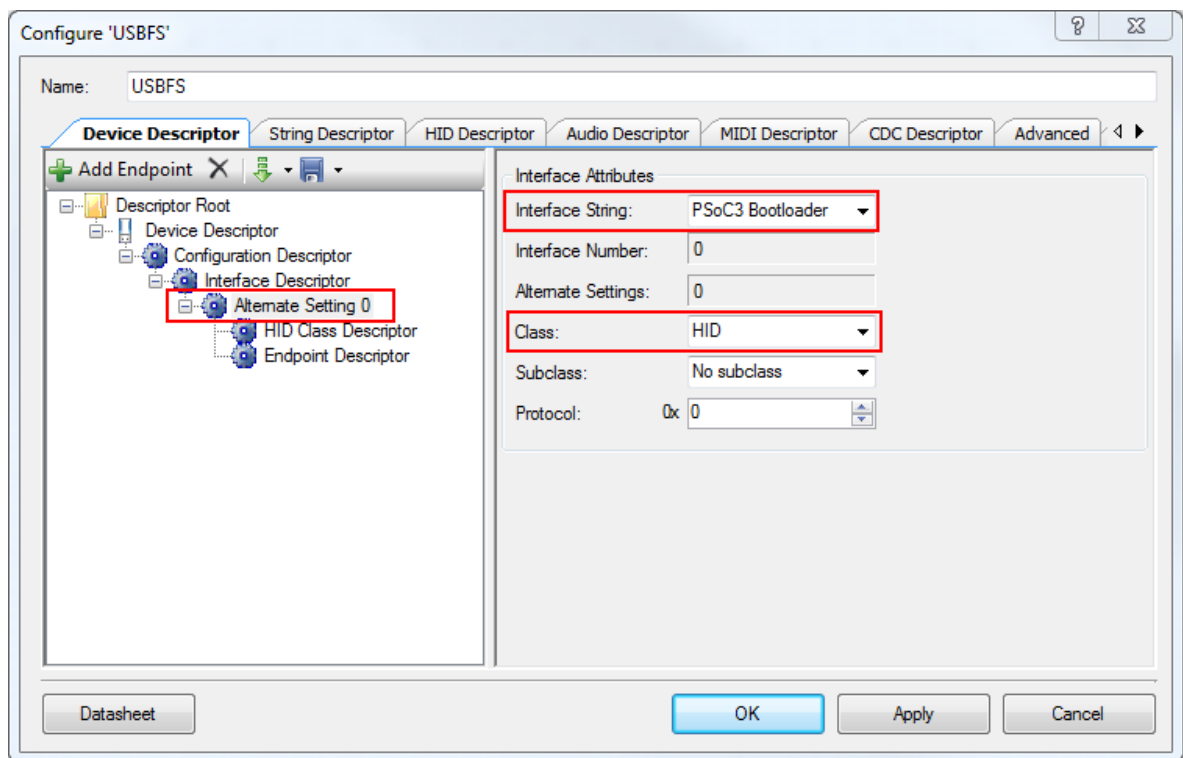 Configure 'USBFS'
Name: USBFS
Device Descriptor String Descriptor HID Descriptor Audio Descriptor MIDI Descriptor CDC Descriptor Advanced
Add Endpoint
Descriptor Root
Device Descriptor
Configuration Descriptor
Interface Descriptor
Alternate Setting 0
HID Class Descriptor
Endpoint Descriptor
Interface Attributes
Interface String: PSoC3 Bootloader
Interface Number: 0
Alternate Settings: 0
Class: HID
Subclass: No subclass
Protocol: 0x 0
Datasheet OK Apply Cancel